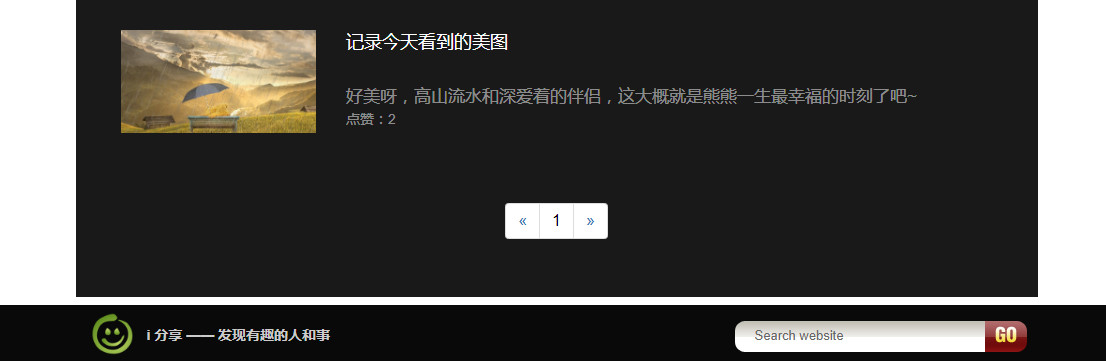 记录今天看到的美图
好美呀，高山流水和深爱着的伴侣，这大概就是熊熊一生最幸福的时刻了吧~
点赞：2
« 1 »
i 分享 —— 发现有趣的人和事
Search website GO